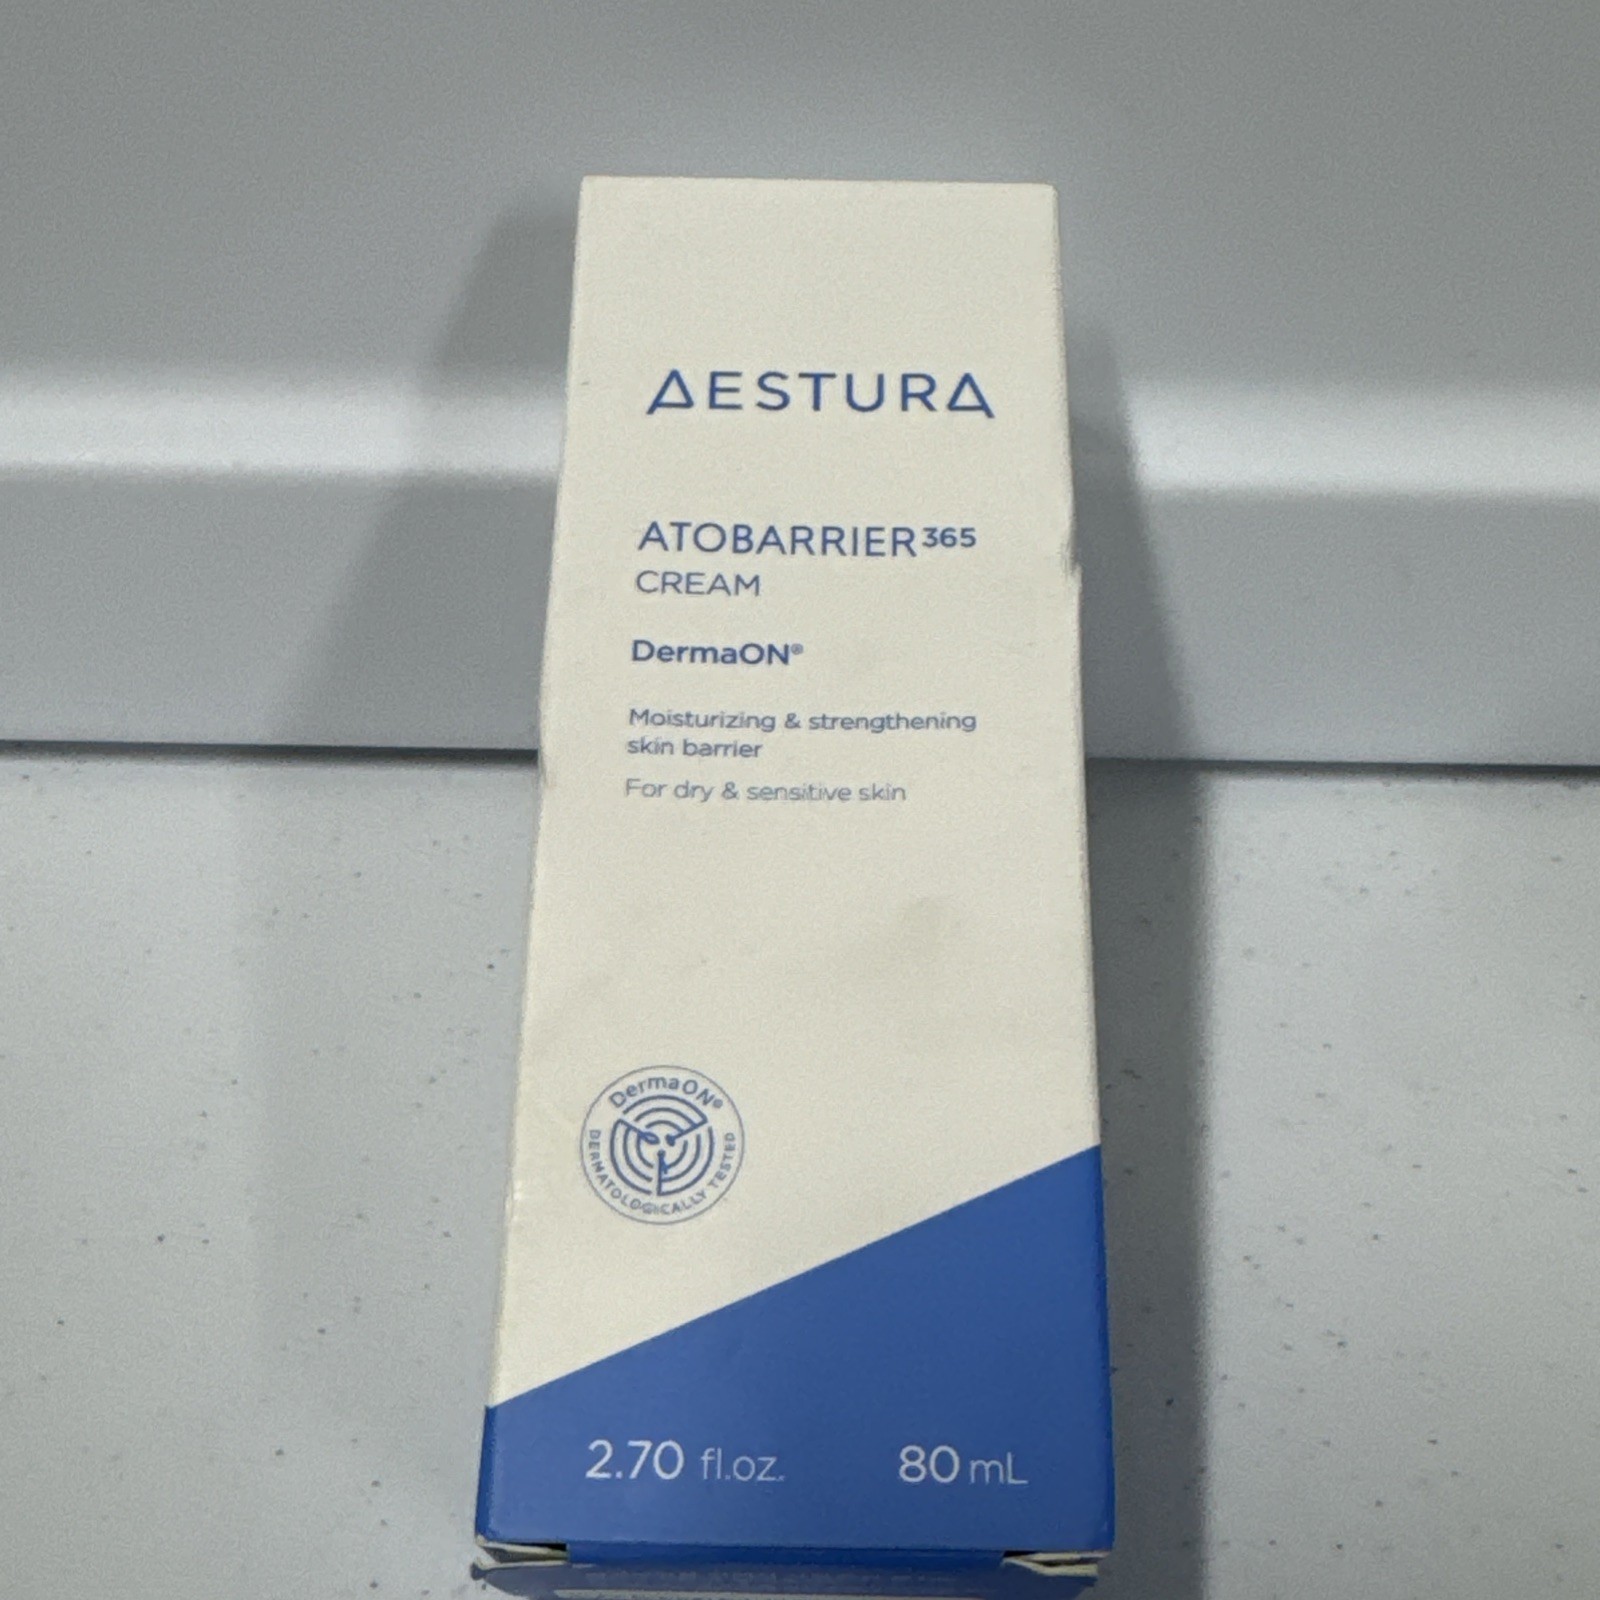 AESTURA
ATOBARRIER³⁶⁵
CREAM
DermaON®
Moisturizing & strengthening
skin barrier
For dry & sensitive skin
DermaON®
DERMATOLOGICALLY TESTED
2.70 fl.oz.
80 mL